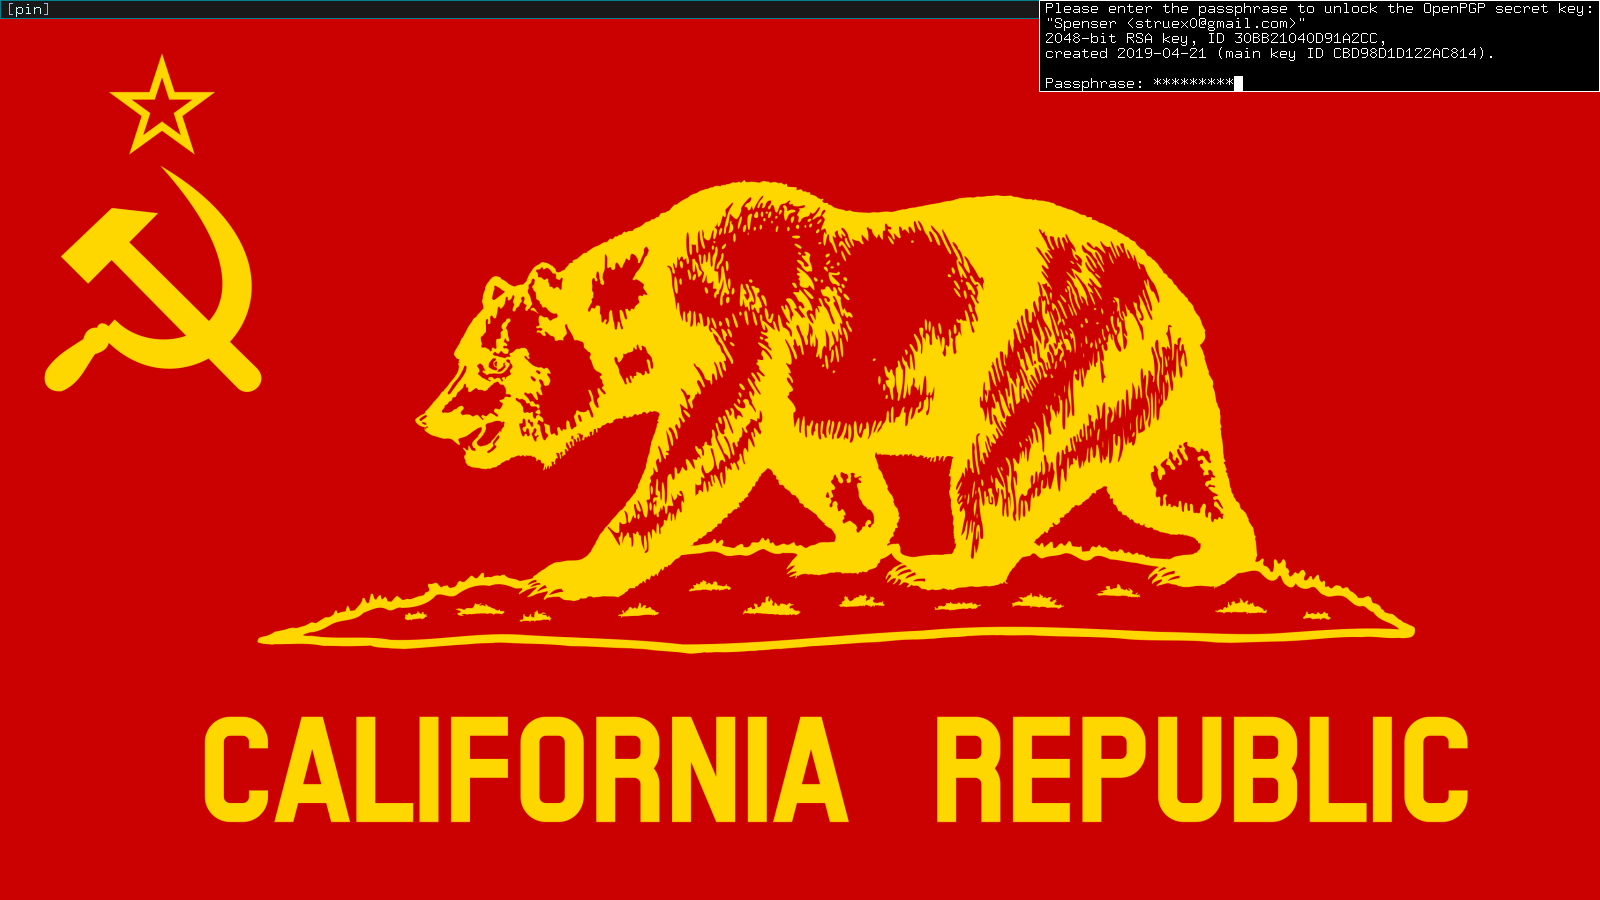 [pin]
Please enter the passphrase to unlock the OpenPGP secret key:
"Spenser <struex0@gmail.com>"
2048-bit RSA key, ID 30BB21040D91A2CC,
created 2019-04-21 (main key ID CBD98D1D122AC814).
Passphrase: *********
CALIFORNIA REPUBLIC